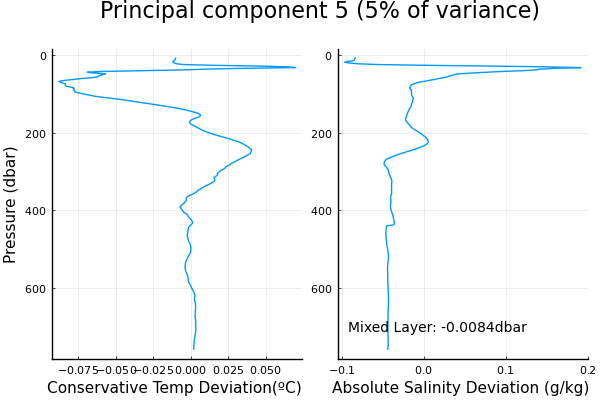 Principal component 5 (5% of variance)
Pressure (dbar)
0
200
400
600
−0.075 −0.050 −0.025 0.000 0.025 0.050
Conservative Temp Deviation(ºC)
0
200
400
600
Mixed Layer: -0.0084dbar
−0.1 0.0 0.1 0.2
Absolute Salinity Deviation (g/kg)